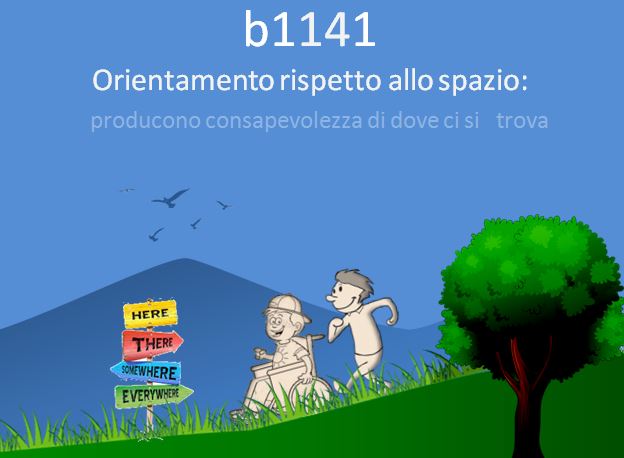 b1141
Orientamento rispetto allo spazio:
producono consapevolezza di dove ci si trova
HERE
THERE
SOMEWHERE
EVERYWHERE